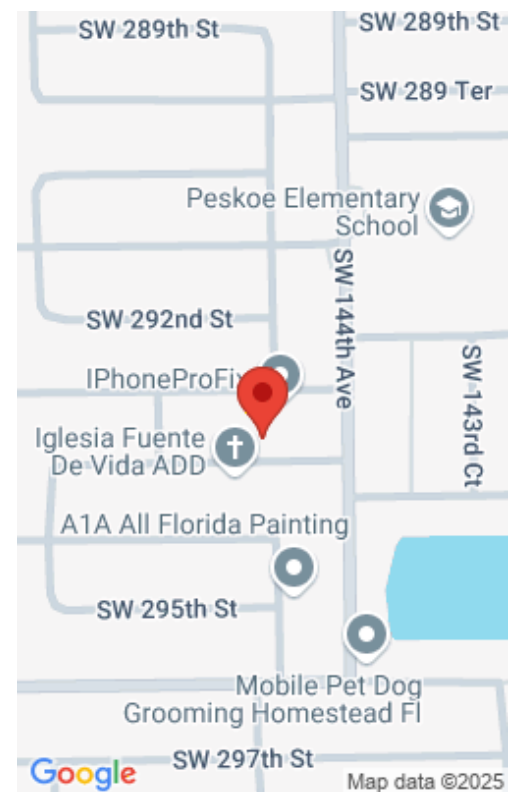 SW 289th St
SW 289th St
SW 289 Ter
Peskoe Elementary
School
SW 144th Ave
SW 292nd St
IPhoneProFix
SW 143rd Ct
Iglesia Fuente
De Vida ADD
A1A All Florida Painting
SW 295th St
Mobile Pet Dog
Grooming Homestead Fl
SW 297th St
Google
Map data ©2025